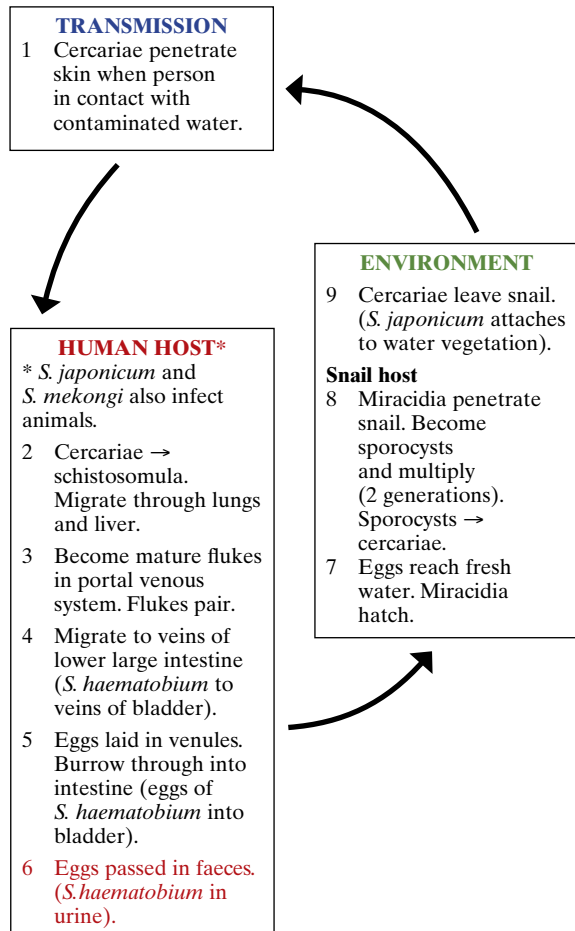 TRANSMISSION
1 Cercariae penetrate
skin when person
in contact with
contaminated water.
HUMAN HOST*
* S. japonicum and
S. mekongi also infect
animals.
2 Cercariae →
schistosomula.
Migrate through lungs
and liver.
3 Become mature flukes
in portal venous
system. Flukes pair.
4 Migrate to veins of
lower large intestine
(S. haematobium to
veins of bladder).
5 Eggs laid in venules.
Burrow through into
intestine (eggs of
S. haematobium into
bladder).
6 Eggs passed in faeces.
(S.haematobium in
urine).
ENVIRONMENT
9 Cercariae leave snail.
(S. japonicum attaches
to water vegetation).
Snail host
8 Miracidia penetrate
snail. Become
sporocysts
and multiply
(2 generations).
Sporocysts →
cercariae.
7 Eggs reach fresh
water. Miracidia
hatch.